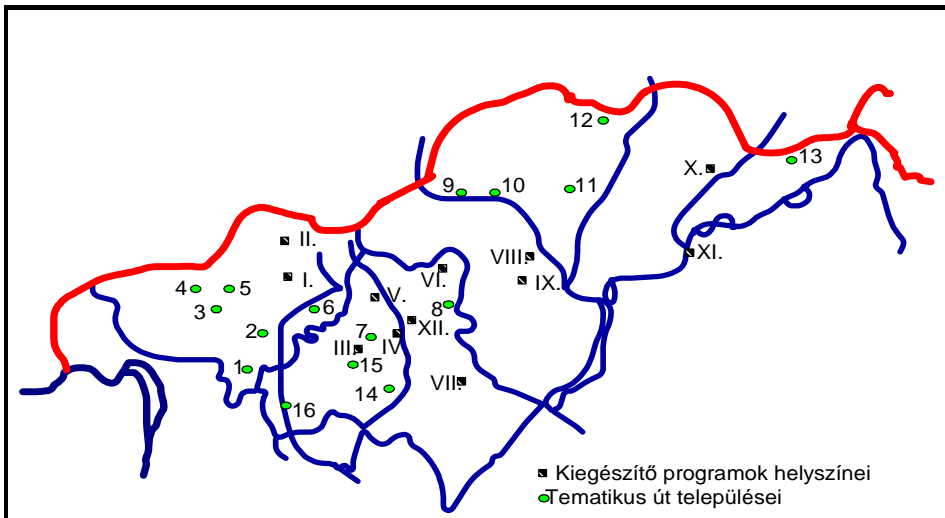 12
13
X.
9
10
11
II.
VIII.
XI.
I.
VI.
IX.
4
5
V.
3
6
8
XII.
2
7
IV
III.
1
15
VII.
14
16
Kiegészítő programok helyszínei
Tematikus út települései